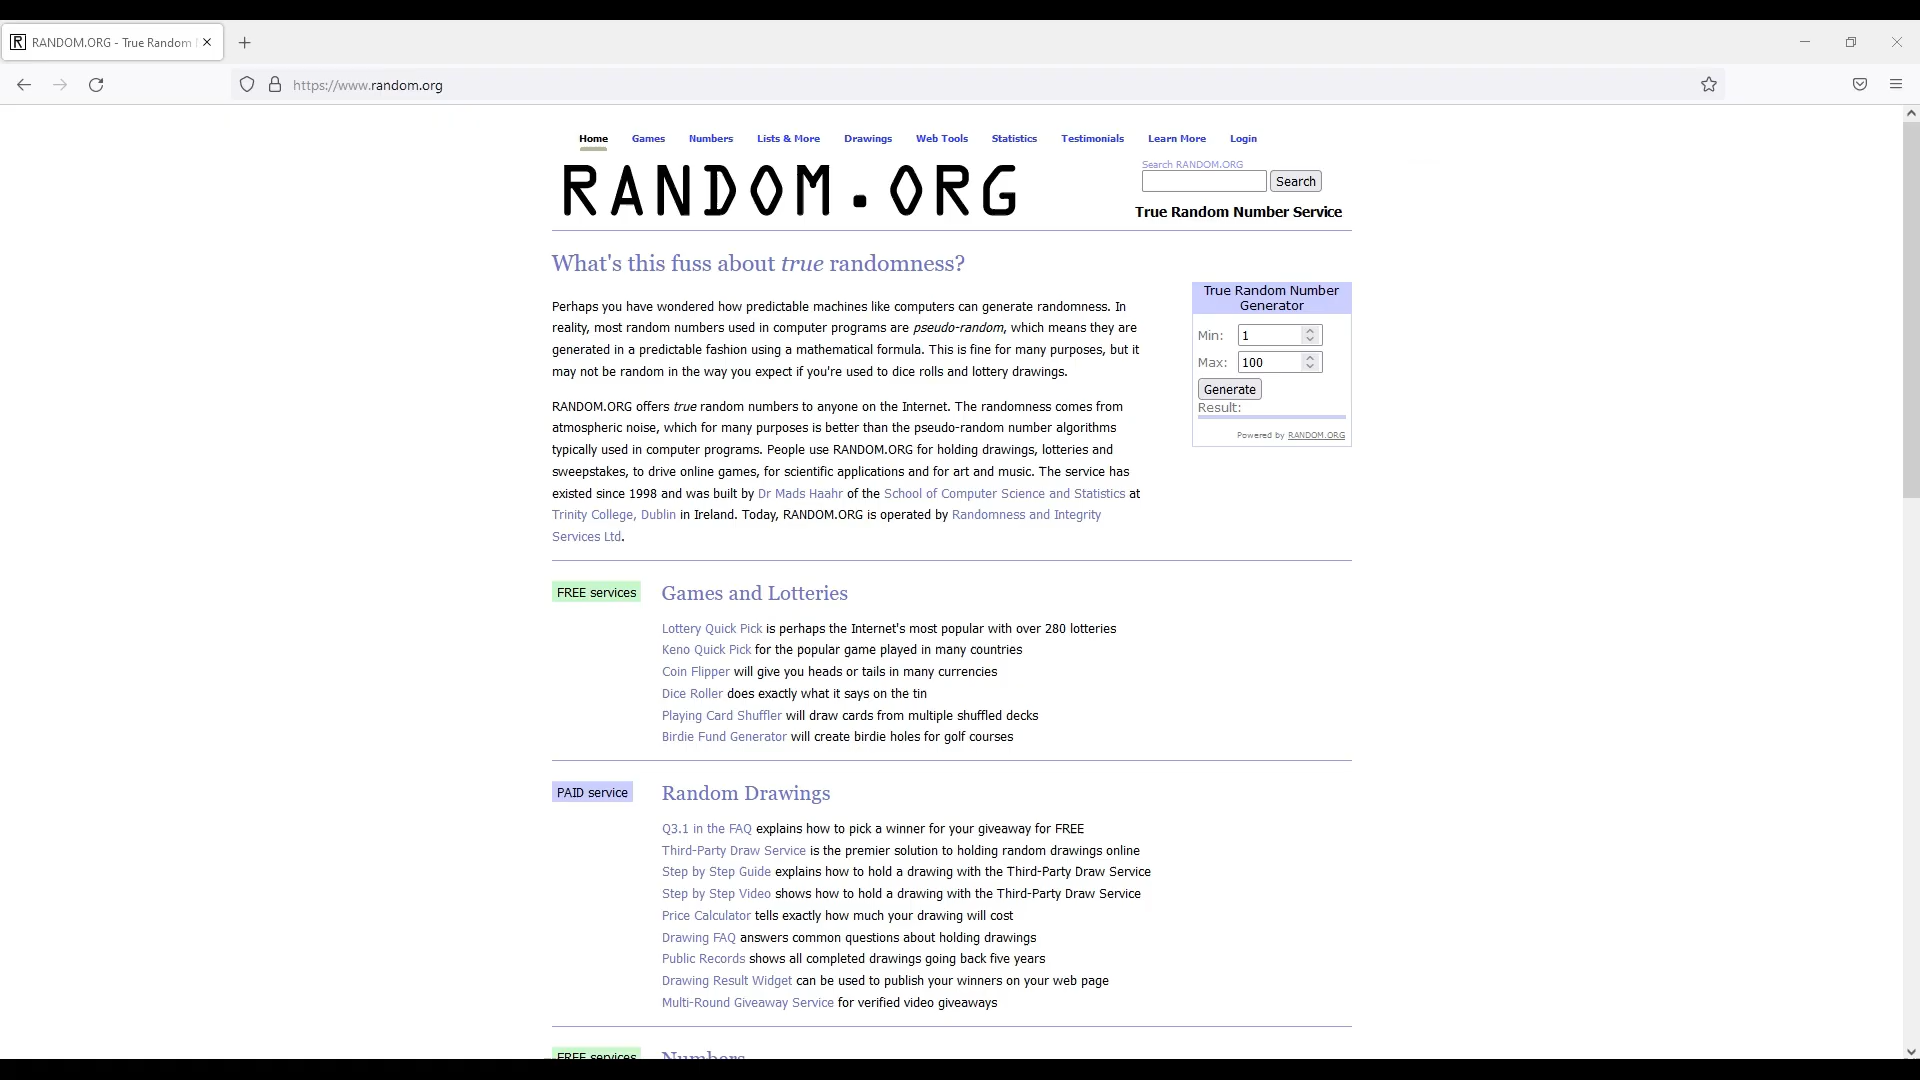 RANDOM.ORG - True Random
https://www.random.org
Home Games Numbers Lists & More Drawings Web Tools Statistics Testimonials Learn More Login
RANDOM.ORG
Search RANDOM.ORG
Search
True Random Number Service
What's this fuss about true randomness?
Perhaps you have wondered how predictable machines like computers can generate randomness. In
reality, most random numbers used in computer programs are pseudo-random, which means they are
generated in a predictable fashion using a mathematical formula. This is fine for many purposes, but it
may not be random in the way you expect if you're used to dice rolls and lottery drawings.
RANDOM.ORG offers true random numbers to anyone on the Internet. The randomness comes from
atmospheric noise, which for many purposes is better than the pseudo-random number algorithms
typically used in computer programs. People use RANDOM.ORG for holding drawings, lotteries and
sweepstakes, to drive online games, for scientific applications and for art and music. The service has
existed since 1998 and was built by Dr Mads Haahr of the School of Computer Science and Statistics at
Trinity College, Dublin in Ireland. Today, RANDOM.ORG is operated by Randomness and Integrity
Services Ltd.
True Random Number
Generator
Min: 1
Max: 100
Generate
Result:
Powered by RANDOM.ORG
FREE services
Games and Lotteries
Lottery Quick Pick is perhaps the Internet's most popular with over 280 lotteries
Keno Quick Pick for the popular game played in many countries
Coin Flipper will give you heads or tails in many currencies
Dice Roller does exactly what it says on the tin
Playing Card Shuffler will draw cards from multiple shuffled decks
Birdie Fund Generator will create birdie holes for golf courses
PAID service
Random Drawings
Q3.1 in the FAQ explains how to pick a winner for your giveaway for FREE
Third-Party Draw Service is the premier solution to holding random drawings online
Step by Step Guide explains how to hold a drawing with the Third-Party Draw Service
Step by Step Video shows how to hold a drawing with the Third-Party Draw Service
Price Calculator tells exactly how much your drawing will cost
Drawing FAQ answers common questions about holding drawings
Public Records shows all completed drawings going back five years
Drawing Result Widget can be used to publish your winners on your web page
Multi-Round Giveaway Service for verified video giveaways
FREE services
Numbers